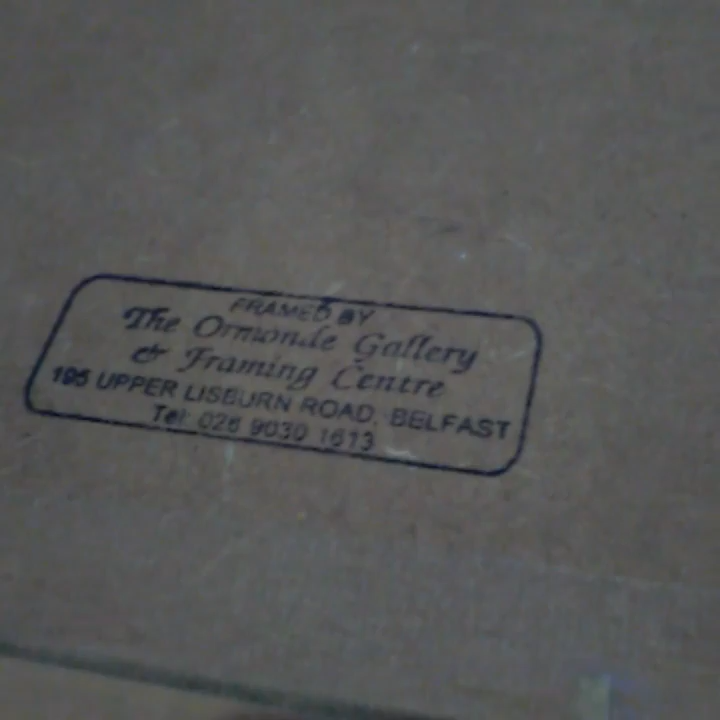 FRAMED BY
The Ormonde Gallery
& Framing Centre
195 UPPER LISBURN ROAD, BELFAST
Tel: 028 9030 1613